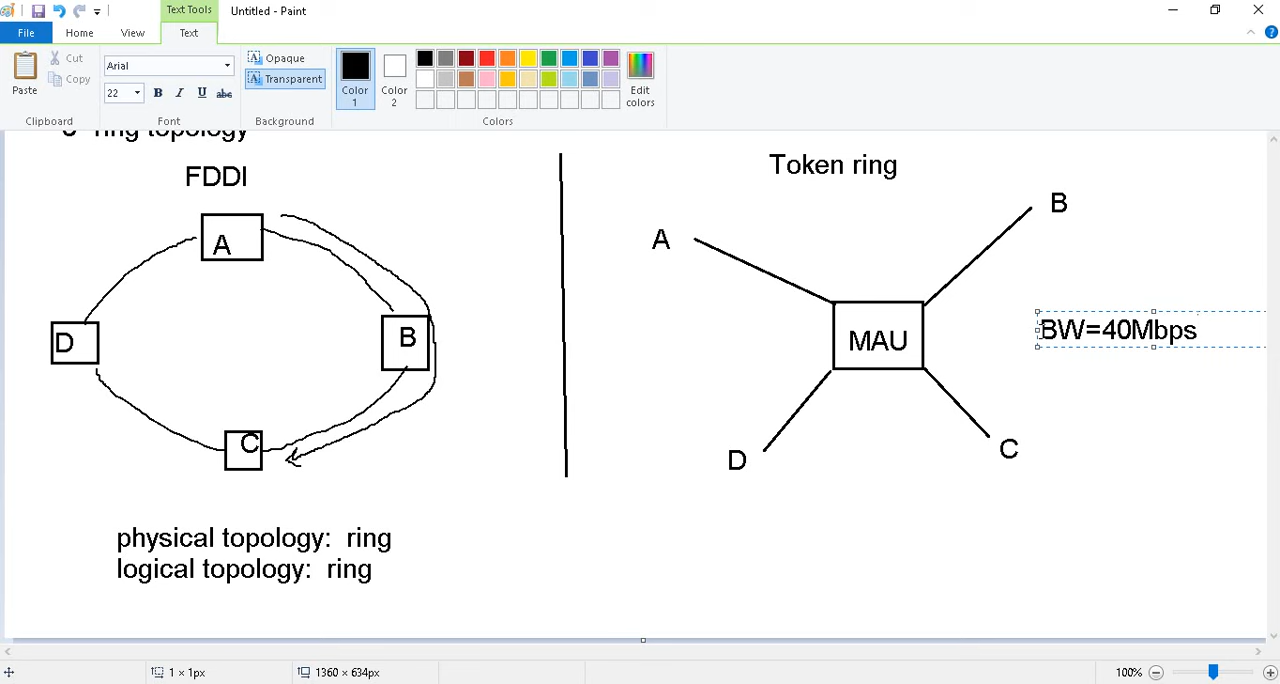 Text Tools
Untitled - Paint
File
Home
View
Text
Paste
Cut
Copy
Clipboard
Arial
22
B I U abc
Font
Opaque
Transparent
Background
Color 1
Color 2
Edit colors
Colors
ring topology
FDDI
A
B
C
D
physical topology: ring
logical topology: ring
Token ring
A
B
MAU
BW=40Mbps
D
C
1 × 1px
1360 × 634px
100%